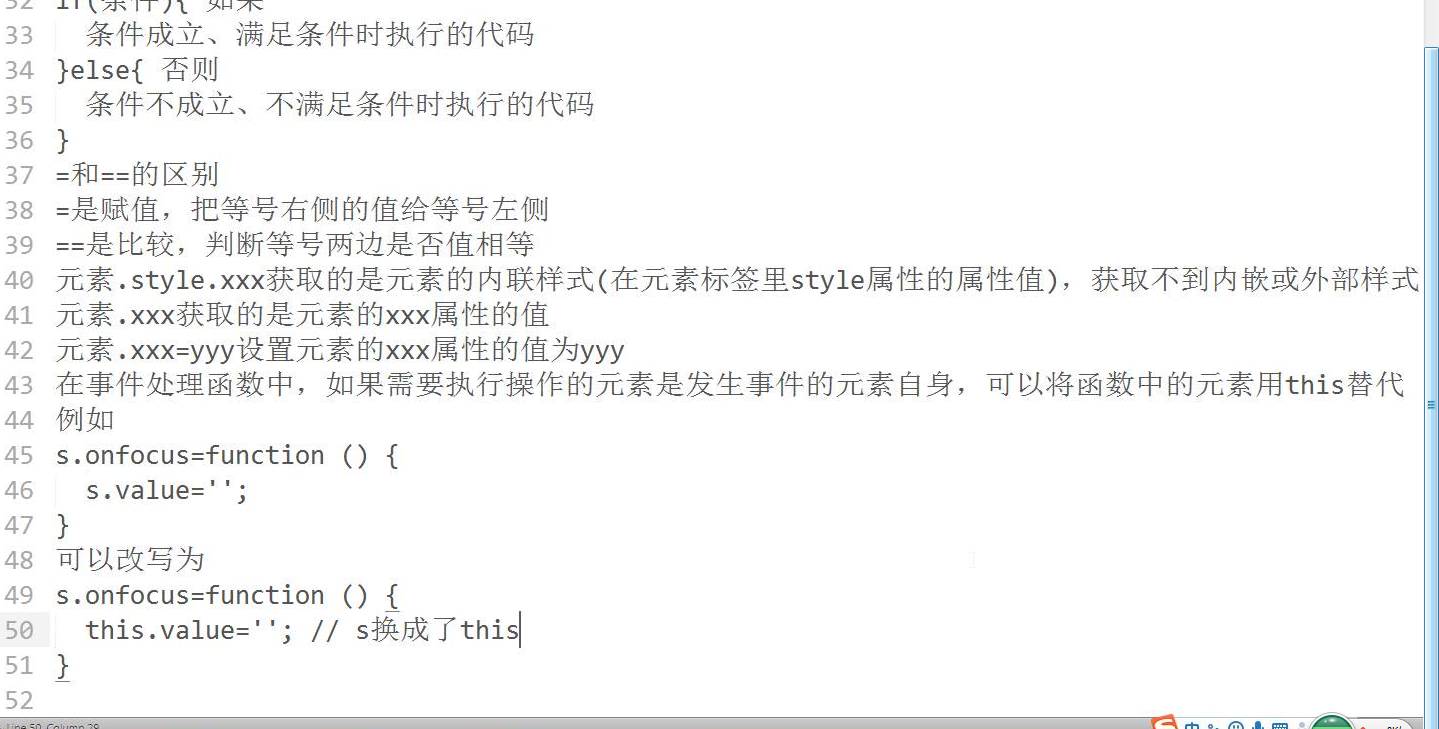 32 if(条件){ 如果
33 条件成立、满足条件时执行的代码
34 }else{ 否则
35 条件不成立、不满足条件时执行的代码
36 }
37 =和==的区别
38 =是赋值，把等号右侧的值给等号左侧
39 ==是比较，判断等号两边是否值相等
40 元素.style.xxx获取的是元素的内联样式(在元素标签里style属性的属性值)，获取不到内嵌或外部样式
41 元素.xxx获取的是元素的xxx属性的值
42 元素.xxx=yyy设置元素的xxx属性的值为yyy
43 在事件处理函数中，如果需要执行操作的元素是发生事件的元素自身，可以将函数中的元素用this替代
44 例如
45 s.onfocus=function () {
46 s.value='';
47 }
48 可以改写为
49 s.onfocus=function () {
50 this.value=''; // s换成了this
51 }
52
Line 50, Column 29
中